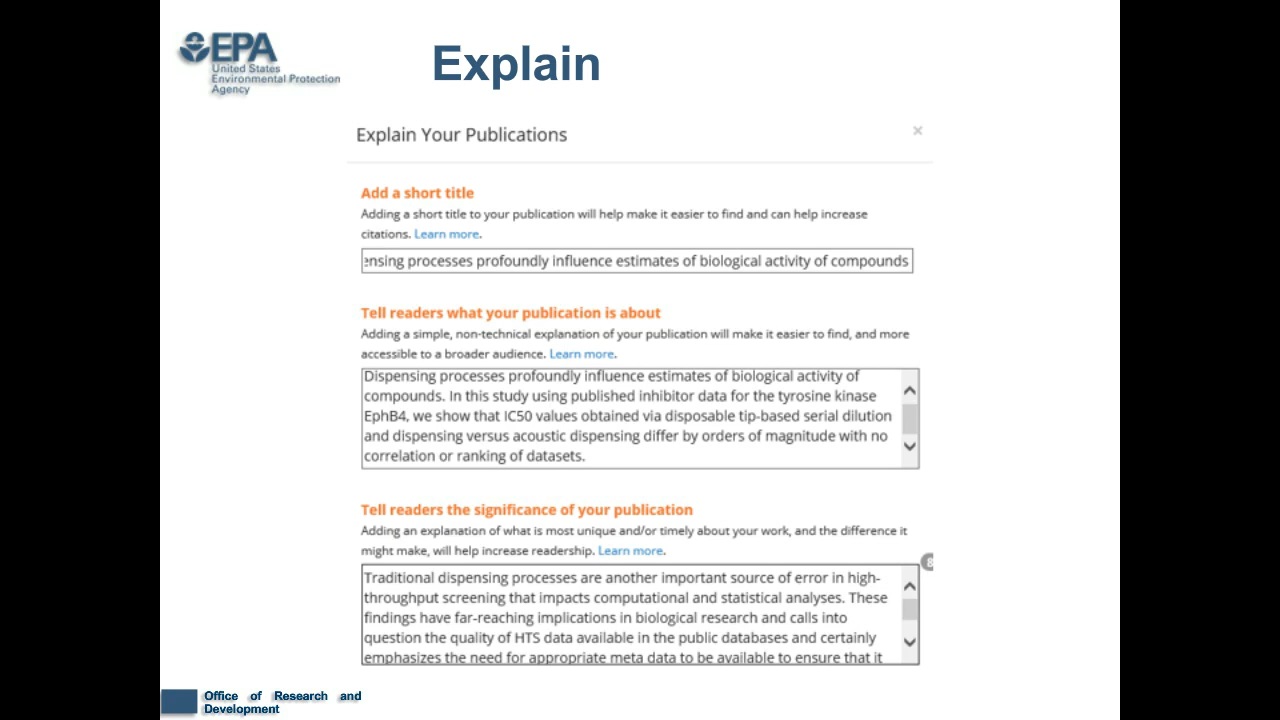 EPA
United States
Environmental Protection
Agency
Explain
Explain Your Publications
×
Add a short title
Adding a short title to your publication will help make it easier to find and can help increase
citations. Learn more.
ensing processes profoundly influence estimates of biological activity of compounds
Tell readers what your publication is about
Adding a simple, non-technical explanation of your publication will make it easier to find, and more
accessible to a broader audience. Learn more.
Dispensing processes profoundly influence estimates of biological activity of
compounds. In this study using published inhibitor data for the tyrosine kinase
EphB4, we show that IC50 values obtained via disposable tip-based serial dilution
and dispensing versus acoustic dispensing differ by orders of magnitude with no
correlation or ranking of datasets.
Tell readers the significance of your publication
Adding an explanation of what is most unique and/or timely about your work, and the difference it
might make, will help increase readership. Learn more.
8
Traditional dispensing processes are another important source of error in high-
throughput screening that impacts computational and statistical analyses. These
findings have far-reaching implications in biological research and calls into
question the quality of HTS data available in the public databases and certainly
emphasizes the need for appropriate meta data to be available to ensure that it
Office of Research and
Development